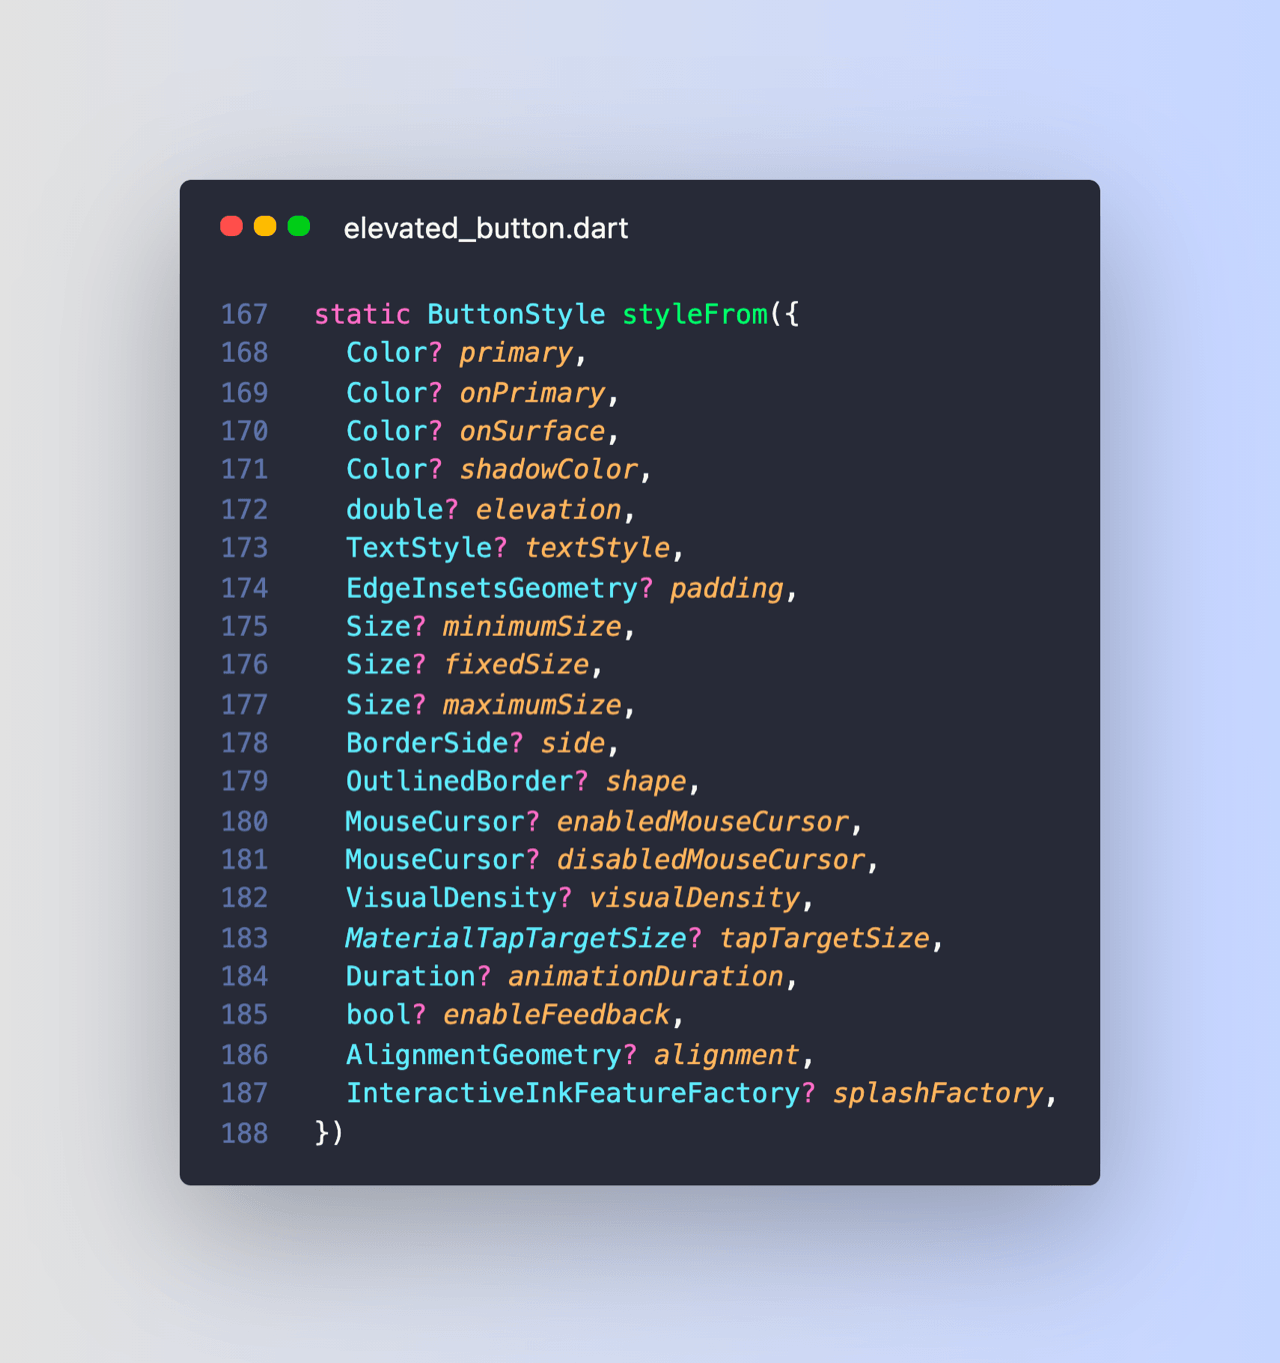 elevated_button.dart
167 static ButtonStyle styleFrom({
168 Color? primary,
169 Color? onPrimary,
170 Color? onSurface,
171 Color? shadowColor,
172 double? elevation,
173 TextStyle? textStyle,
174 EdgeInsetsGeometry? padding,
175 Size? minimumSize,
176 Size? fixedSize,
177 Size? maximumSize,
178 BorderSide? side,
179 OutlinedBorder? shape,
180 MouseCursor? enabledMouseCursor,
181 MouseCursor? disabledMouseCursor,
182 VisualDensity? visualDensity,
183 MaterialTapTargetSize? tapTargetSize,
184 Duration? animationDuration,
185 bool? enableFeedback,
186 AlignmentGeometry? alignment,
187 InteractiveInkFeatureFactory? splashFactory,
188 })